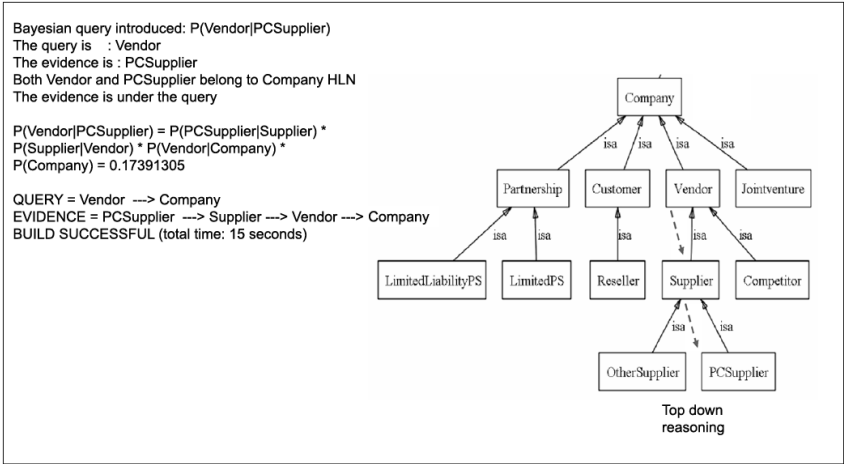 Bayesian query introduced: P(Vendor|PCSupplier)
The query is : Vendor
The evidence is : PCSupplier
Both Vendor and PCSupplier belong to Company HLN
The evidence is under the query
P(Vendor|PCSupplier) = P(PCSupplier|Supplier) *
P(Supplier|Vendor) * P(Vendor|Company) *
P(Company) = 0.17391305
QUERY = Vendor ---> Company
EVIDENCE = PCSupplier ---> Supplier ---> Vendor ---> Company
BUILD SUCCESSFUL (total time: 15 seconds)
Company
isa isa isa isa
Partnership Customer Vendor Jointventure
isa isa isa isa isa
LimitedLiabilityPS LimitedPS Reseller Supplier Competitor
isa isa
OtherSupplier PCSupplier
Top down
reasoning